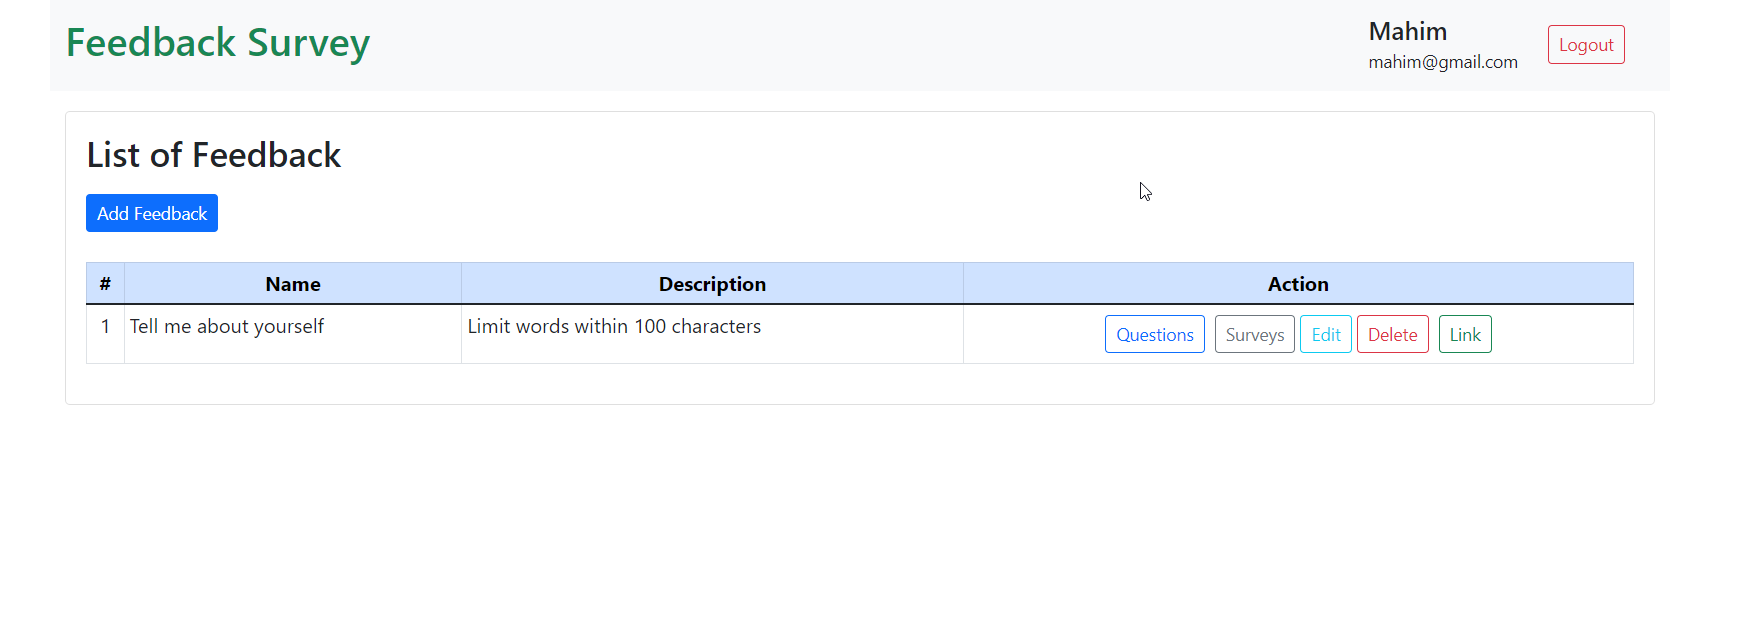 Feedback Survey
Mahim
mahim@gmail.com
Logout
List of Feedback
Add Feedback
# Name Description Action
1 Tell me about yourself Limit words within 100 characters Questions Surveys Edit Delete Link